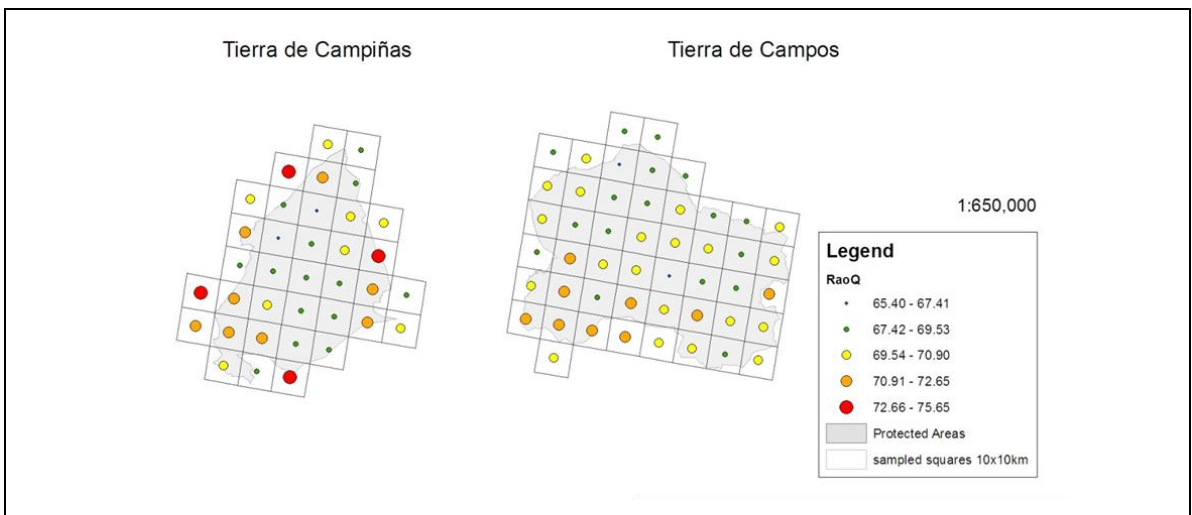 Tierra de Campiñas
Tierra de Campos
1:650,000
Legend
RaoQ
65.40 - 67.41
67.42 - 69.53
69.54 - 70.90
70.91 - 72.65
72.66 - 75.65
Protected Areas
sampled squares 10x10km